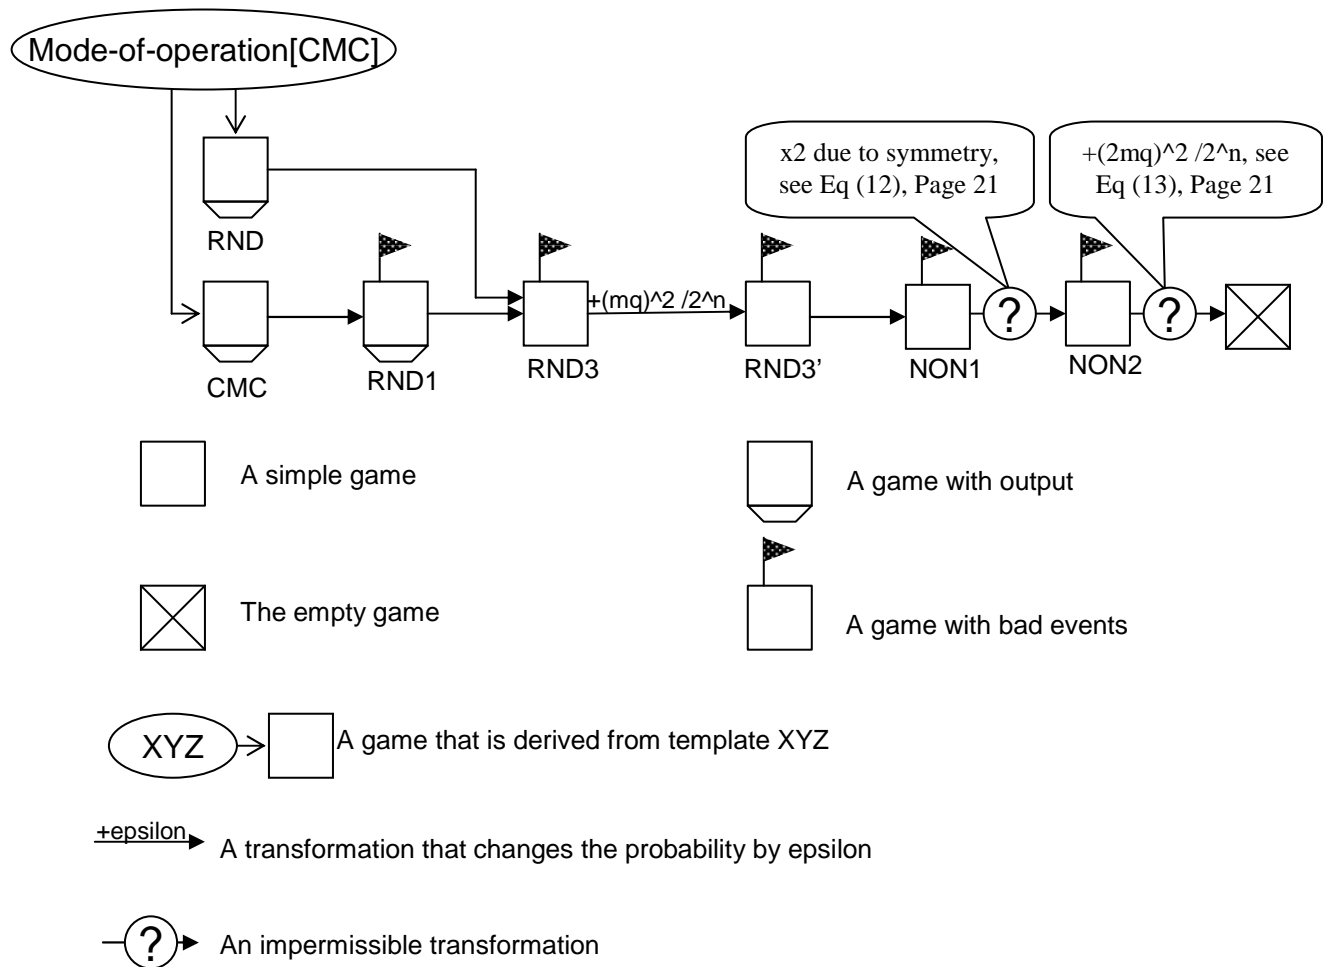 Mode-of-operation[CMC]
x2 due to symmetry,
see Eq (12), Page 21
+(2mq)^2 /2^n, see
Eq (13), Page 21
RND
+(mq)^2 /2^n
?
?
CMC
RND1
RND3
RND3’
NON1
NON2
A simple game
A game with output
The empty game
A game with bad events
XYZ
A game that is derived from template XYZ
+epsilon
A transformation that changes the probability by epsilon
?
An impermissible transformation